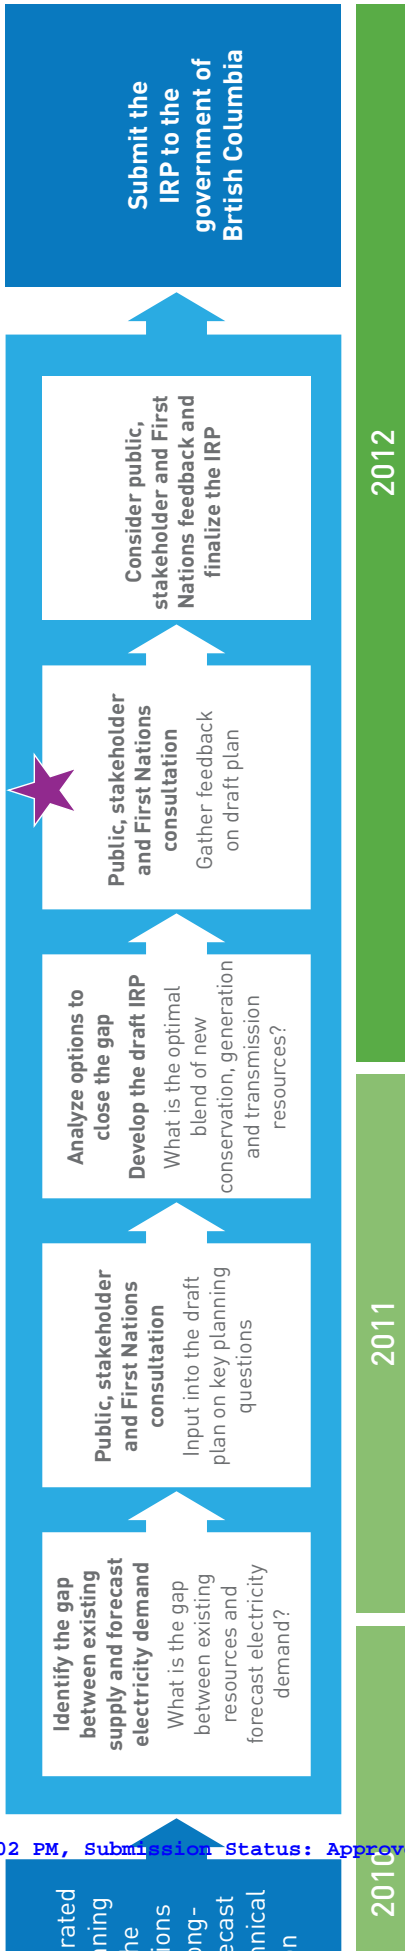 Identify the gap
between existing
supply and forecast
electricity demand
What is the gap
between existing
resources and
forecast electricity
demand?
Public, stakeholder
and First Nations
consultation
Input into the draft
plan on key planning
questions
Analyze options to
close the gap
Develop the draft IRP
What is the optimal
blend of new
conservation, generation
and transmission
resources?
Public, stakeholder
and First Nations
consultation
Gather feedback
on draft plan
Consider public,
stakeholder and First
Nations feedback and
finalize the IRP
Submit the
IRP to the
government of
Brtish Columbia
2010
2011
2012
02 PM, Submission Status: Approve